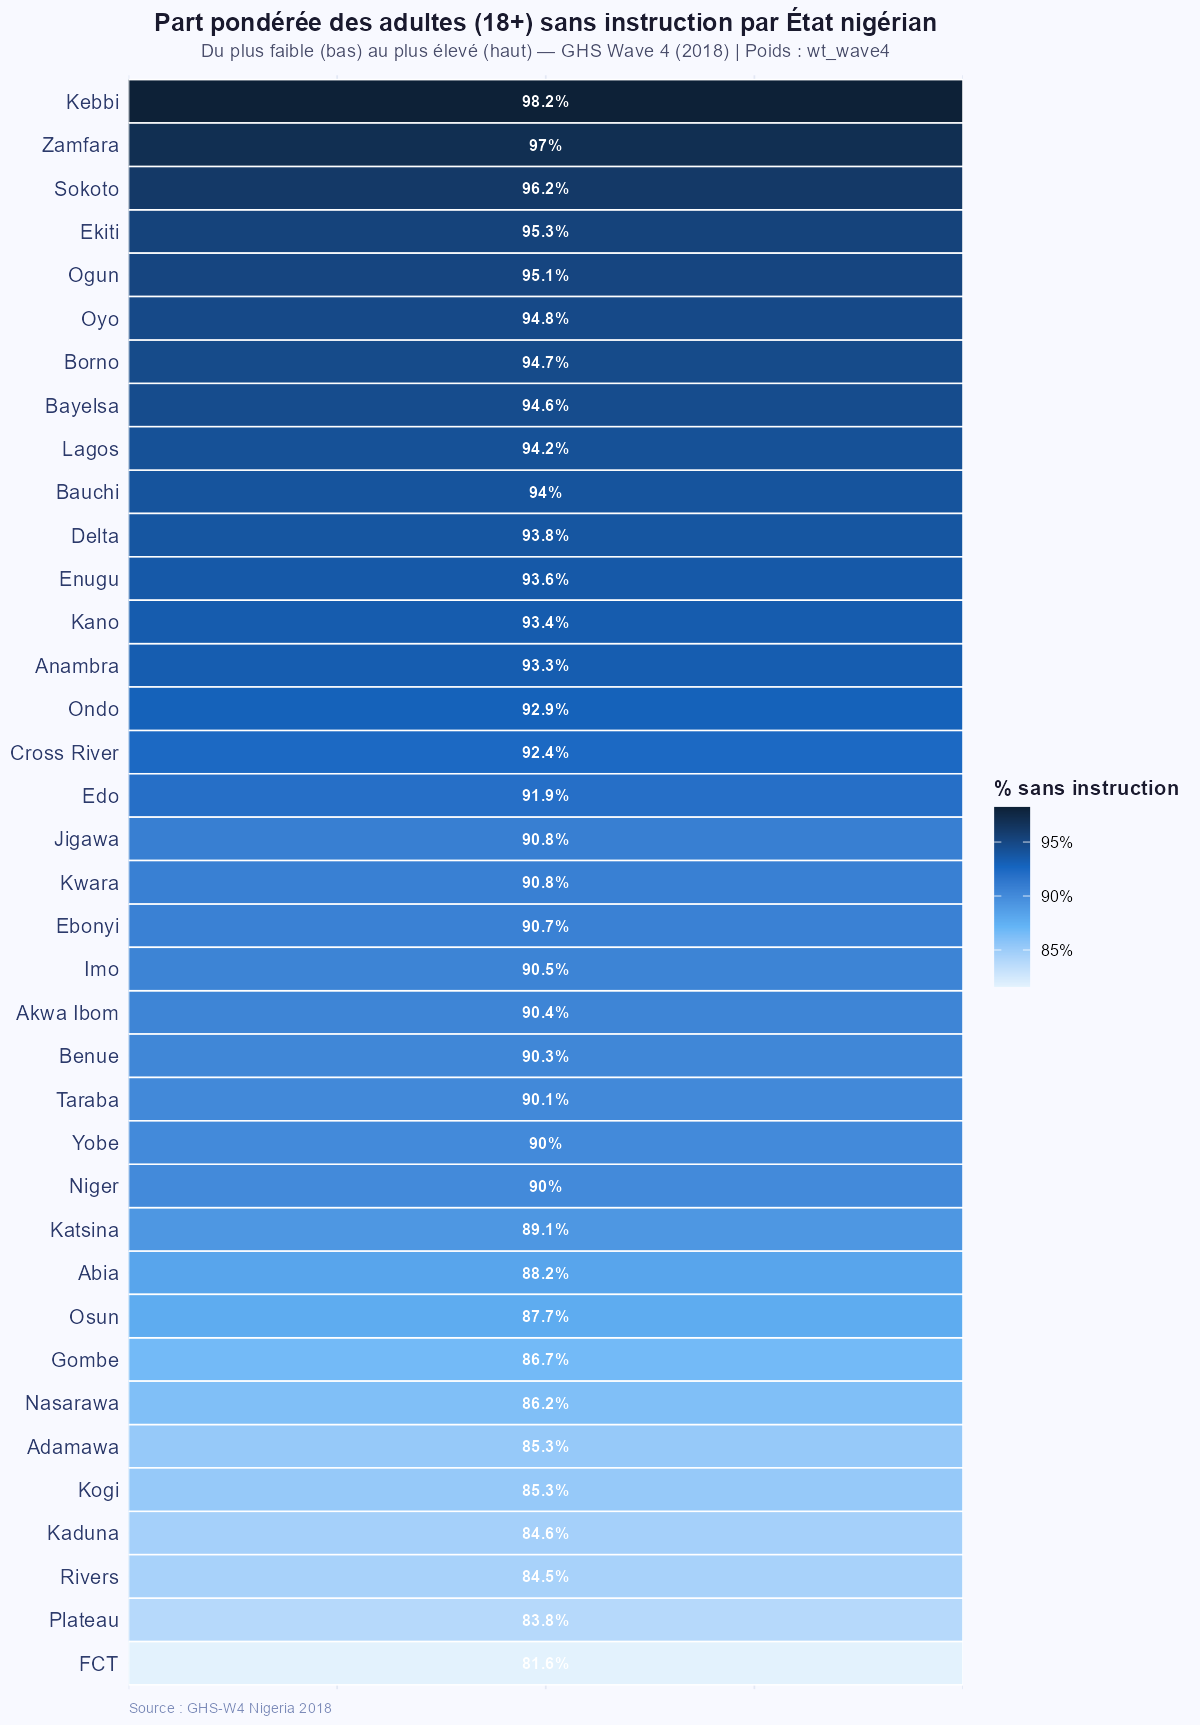 Part pondérée des adultes (18+) sans instruction par État nigérian
Du plus faible (bas) au plus élevé (haut) — GHS Wave 4 (2018) | Poids : wt_wave4
Kebbi 98.2%
Zamfara 97%
Sokoto 96.2%
Ekiti 95.3%
Ogun 95.1%
Oyo 94.8%
Borno 94.7%
Bayelsa 94.6%
Lagos 94.2%
Bauchi 94%
Delta 93.8%
Enugu 93.6%
Kano 93.4%
Anambra 93.3%
Ondo 92.9%
Cross River 92.4%
Edo 91.9%
Jigawa 90.8%
Kwara 90.8%
Ebonyi 90.7%
Imo 90.5%
Akwa Ibom 90.4%
Benue 90.3%
Taraba 90.1%
Yobe 90%
Niger 90%
Katsina 89.1%
Abia 88.2%
Osun 87.7%
Gombe 86.7%
Nasarawa 86.2%
Adamawa 85.3%
Kogi 85.3%
Kaduna 84.6%
Rivers 84.5%
Plateau 83.8%
FCT 81.6%
% sans instruction
95%
90%
85%
Source : GHS-W4 Nigeria 2018